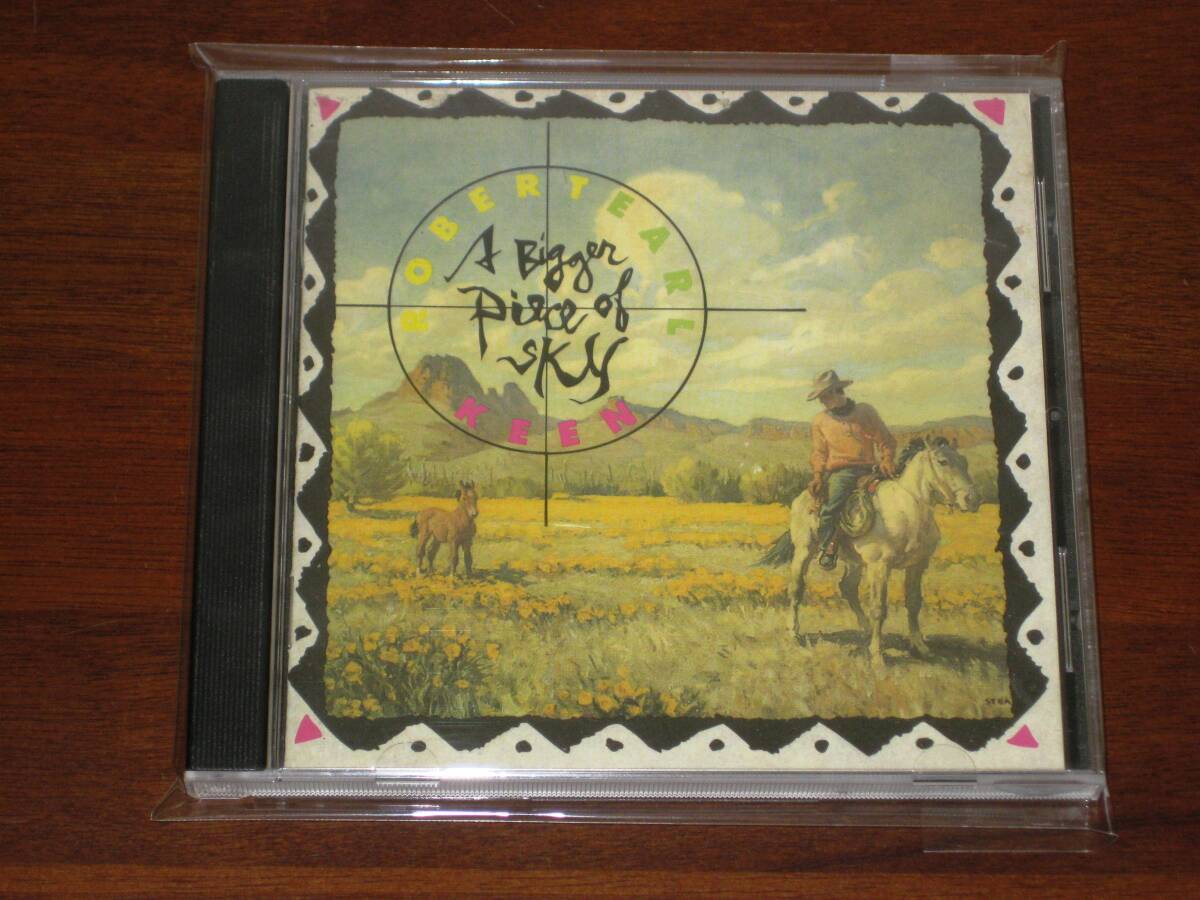 ROBERT EARL
A Bigger
Piece of
SKY
KEEN